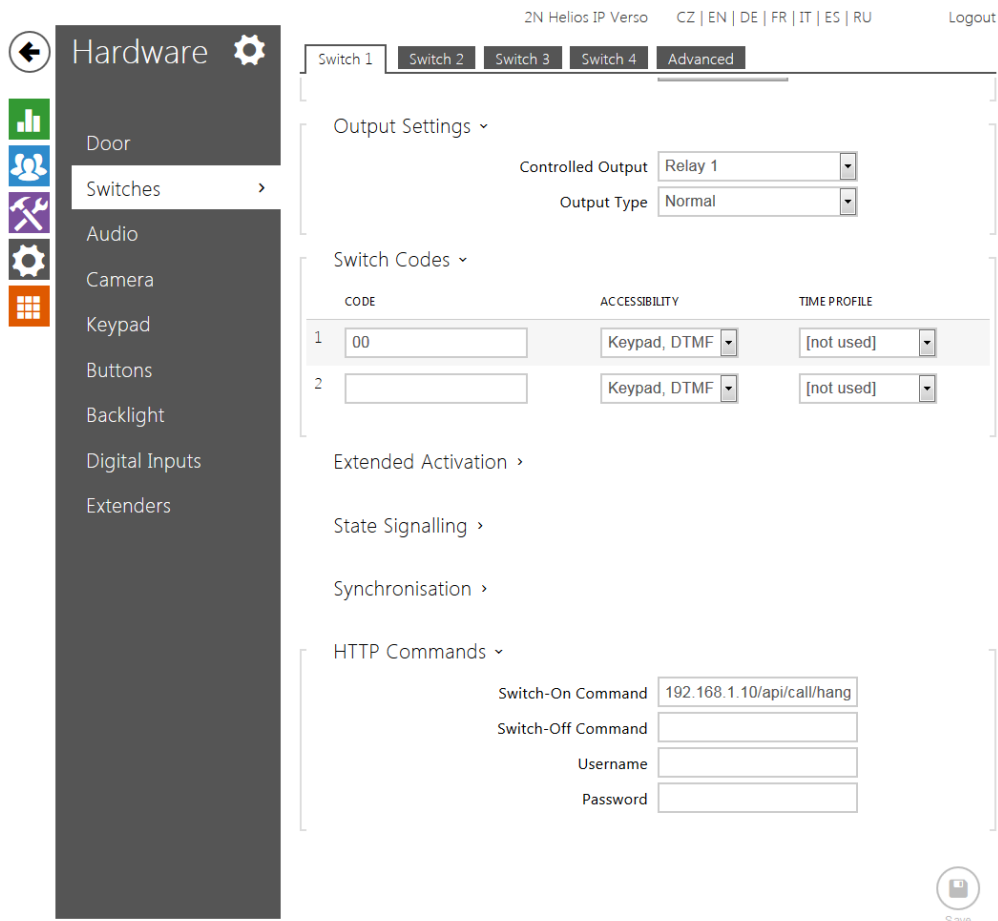 2N Helios IP Verso CZ | EN | DE | FR | IT | ES | RU Logout
Hardware
Switch 1 Switch 2 Switch 3 Switch 4 Advanced
Door
Switches
Audio
Camera
Keypad
Buttons
Backlight
Digital Inputs
Extenders
Output Settings
Controlled Output Relay 1
Output Type Normal
Switch Codes
CODE ACCESSIBILITY TIME PROFILE
1 00 Keypad, DTMF [not used]
2 Keypad, DTMF [not used]
Extended Activation
State Signalling
Synchronisation
HTTP Commands
Switch-On Command 192.168.1.10/api/call/hang
Switch-Off Command
Username
Password
Save